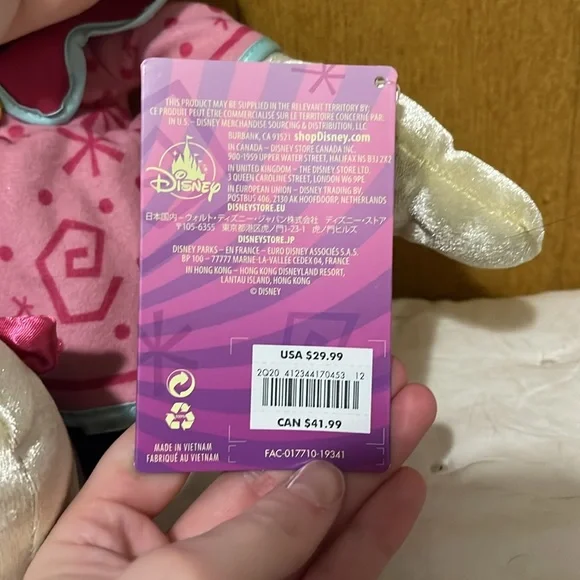 THIS PRODUCT MAY BE SUPPLIED IN THE RELEVANT TERRITORY BY:
CE PRODUIT PEUT ÊTRE COMMERCIALISÉ SUR LE TERRITOIRE CONCERNÉ PAR:
IN U.S. – DISNEY MERCHANDISE SOURCING & DISTRIBUTION, LLC
BURBANK, CA 91521 shopDisney.com
IN CANADA – DISNEY STORE CANADA INC.
900-1959 UPPER WATER STREET, HALIFAX NS B3J 2X2
IN UNITED KINGDOM – THE DISNEY STORE LTD.
3 QUEEN CAROLINE STREET, LONDON W6 9PE
IN EUROPEAN UNION – DISNEY TRADING BV,
POSTBUS 406, 2130 AK HOOFDDORP, NETHERLANDS
DISNEYSTORE.EU
Disney
日本国内－ウォルト・ディズニー・ジャパン株式会社 ディズニーストア
〒105-6355 東京都港区虎ノ門1-23-1 虎ノ門ヒルズ
DISNEYSTORE.JP
DISNEY PARKS – EN FRANCE – EURO DISNEY ASSOCIÉS S.A.S.
BP 100 – 77777 MARNE-LA-VALLÉE CEDEX 04, FRANCE
IN HONG KONG – HONG KONG DISNEYLAND RESORT,
LANTAU ISLAND, HONG KONG
© DISNEY
USA $29.99
2Q20 412344170453 12
CAN $41.99
MADE IN VIETNAM
FABRIQUÉ AU VIETNAM
FAC-017710-19341